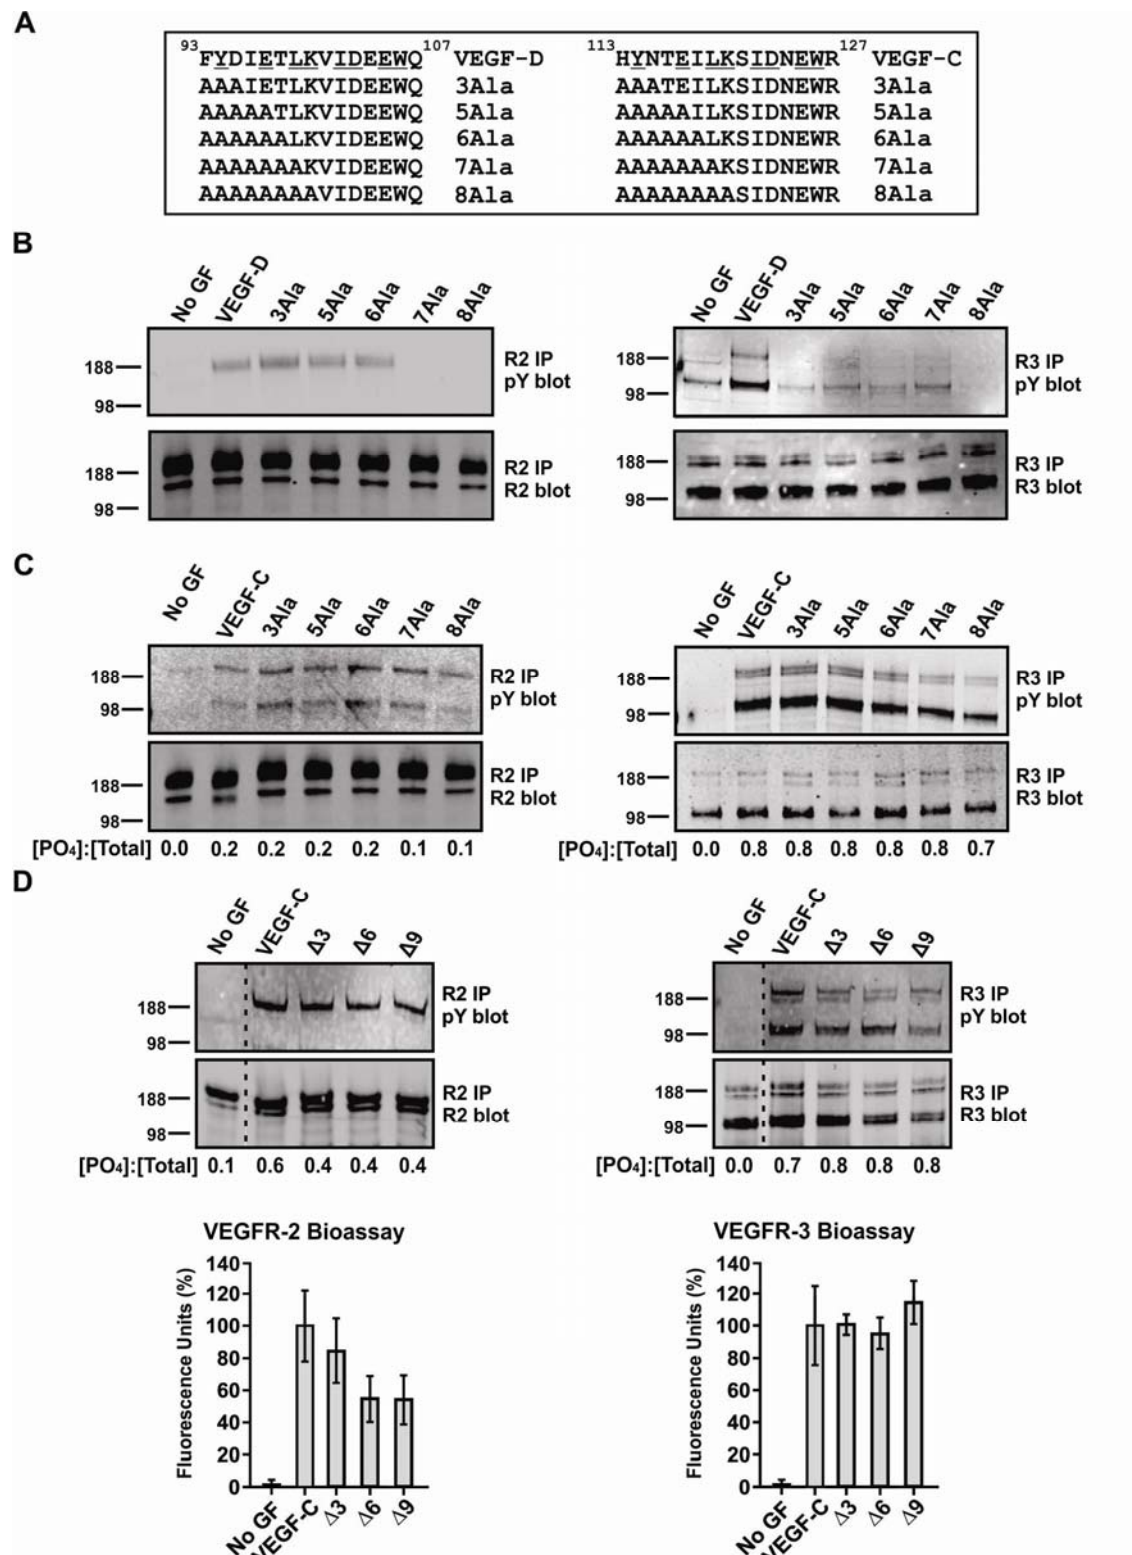 A
93 FYDIETLKVIDEEWQ 107 VEGF-D 113 HYNTEILKSIDNEWR 127 VEGF-C
AAAIETLKVIDEEWQ 3Ala AAATEILKSIDNEWR 3Ala
AAAAATLKVIDEEWQ 5Ala AAAAAILKSIDNEWR 5Ala
AAAAAALKVIDEEWQ 6Ala AAAAAALKSIDNEWR 6Ala
AAAAAAAKVIDEEWQ 7Ala AAAAAAAKSIDNEWR 7Ala
AAAAAAAAVIDEEWQ 8Ala AAAAAAAASIDNEWR 8Ala
B
No GF VEGF-D 3Ala 5Ala 6Ala 7Ala 8Ala
188
98
R2 IP
pY blot
188
98
R2 IP
R2 blot
No GF VEGF-D 3Ala 5Ala 6Ala 7Ala 8Ala
188
98
R3 IP
pY blot
188
98
R3 IP
R3 blot
C
No GF VEGF-C 3Ala 5Ala 6Ala 7Ala 8Ala
188
98
R2 IP
pY blot
188
98
R2 IP
R2 blot
[PO4]:[Total] 0.0 0.2 0.2 0.2 0.2 0.1 0.1
No GF VEGF-C 3Ala 5Ala 6Ala 7Ala 8Ala
188
98
R3 IP
pY blot
188
98
R3 IP
R3 blot
[PO4]:[Total] 0.0 0.8 0.8 0.8 0.8 0.8 0.7
D
No GF VEGF-C Δ3 Δ6 Δ9
188
98
R2 IP
pY blot
188
98
R2 IP
R2 blot
[PO4]:[Total] 0.1 0.6 0.4 0.4 0.4
No GF VEGF-C Δ3 Δ6 Δ9
188
98
R3 IP
pY blot
188
98
R3 IP
R3 blot
[PO4]:[Total] 0.0 0.7 0.8 0.8 0.8
VEGFR-2 Bioassay
Fluorescence Units (%)
140
120
100
80
60
40
20
0
No GF VEGF-C Δ3 Δ6 Δ9
VEGFR-3 Bioassay
Fluorescence Units (%)
140
120
100
80
60
40
20
0
No GF VEGF-C Δ3 Δ6 Δ9